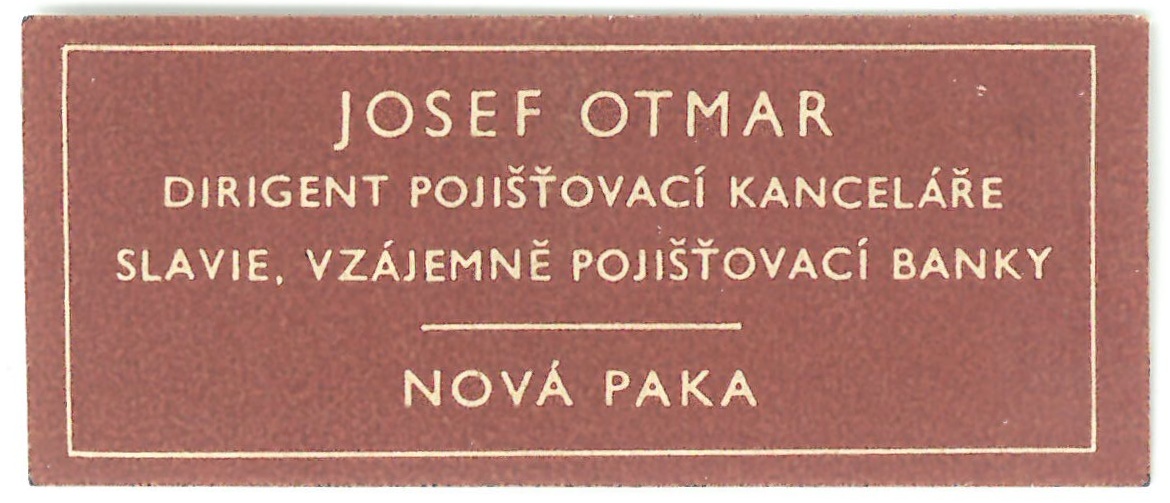 JOSEF OTMAR
DIRIGENT POJIŠŤOVACÍ KANCELÁŘE
SLAVIE, VZÁJEMNĚ POJIŠŤOVACÍ BANKY
NOVÁ PAKA